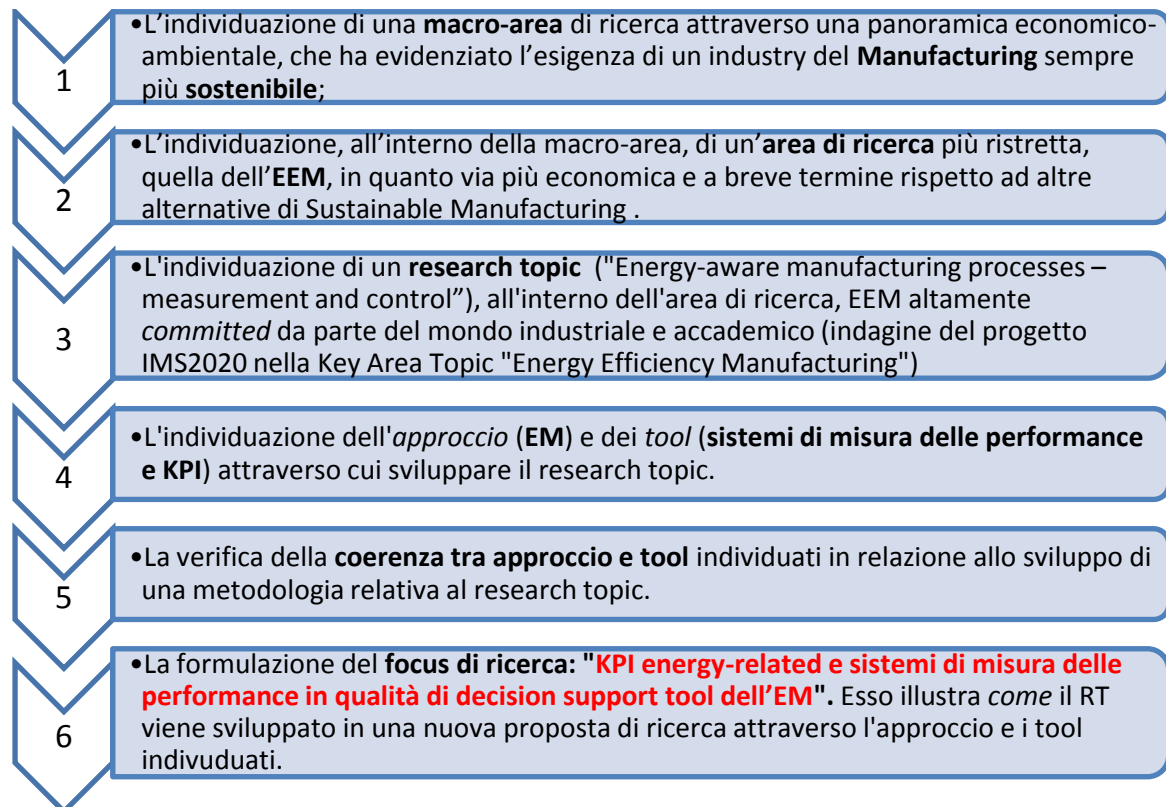 •L’individuazione di una macro-area di ricerca attraverso una panoramica economico-
ambientale, che ha evidenziato l’esigenza di un industry del Manufacturing sempre
più sostenibile;
1
•L’individuazione, all’interno della macro-area, di un’area di ricerca più ristretta,
quella dell’EEM, in quanto via più economica e a breve termine rispetto ad altre
alternative di Sustainable Manufacturing .
2
•L'individuazione di un research topic ("Energy-aware manufacturing processes –
measurement and control”), all'interno dell'area di ricerca, EEM altamente
committed da parte del mondo industriale e accademico (indagine del progetto
IMS2020 nella Key Area Topic "Energy Efficiency Manufacturing")
3
•L'individuazione dell'approccio (EM) e dei tool (sistemi di misura delle performance
e KPI) attraverso cui sviluppare il research topic.
4
•La verifica della coerenza tra approccio e tool individuati in relazione allo sviluppo di
una metodologia relativa al research topic.
5
•La formulazione del focus di ricerca: "KPI energy-related e sistemi di misura delle
performance in qualità di decision support tool dell’EM". Esso illustra come il RT
viene sviluppato in una nuova proposta di ricerca attraverso l'approccio e i tool
indivuduati.
6